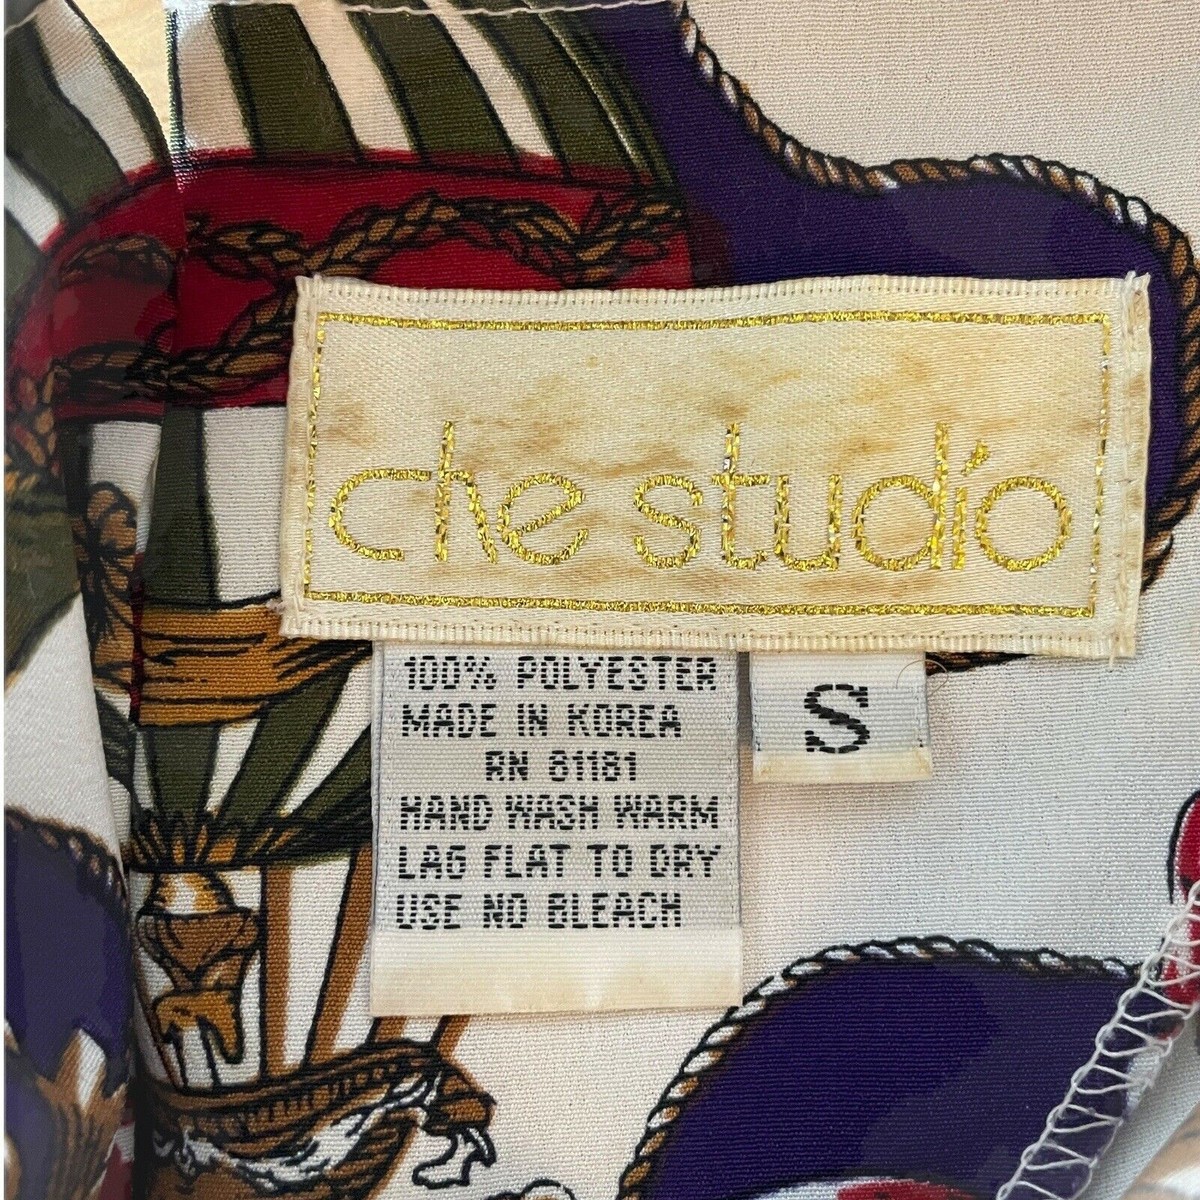 che studio
100% POLYESTER
MADE IN KOREA
RN 81181
HAND WASH WARM
LAG FLAT TO DRY
USE NO BLEACH
S